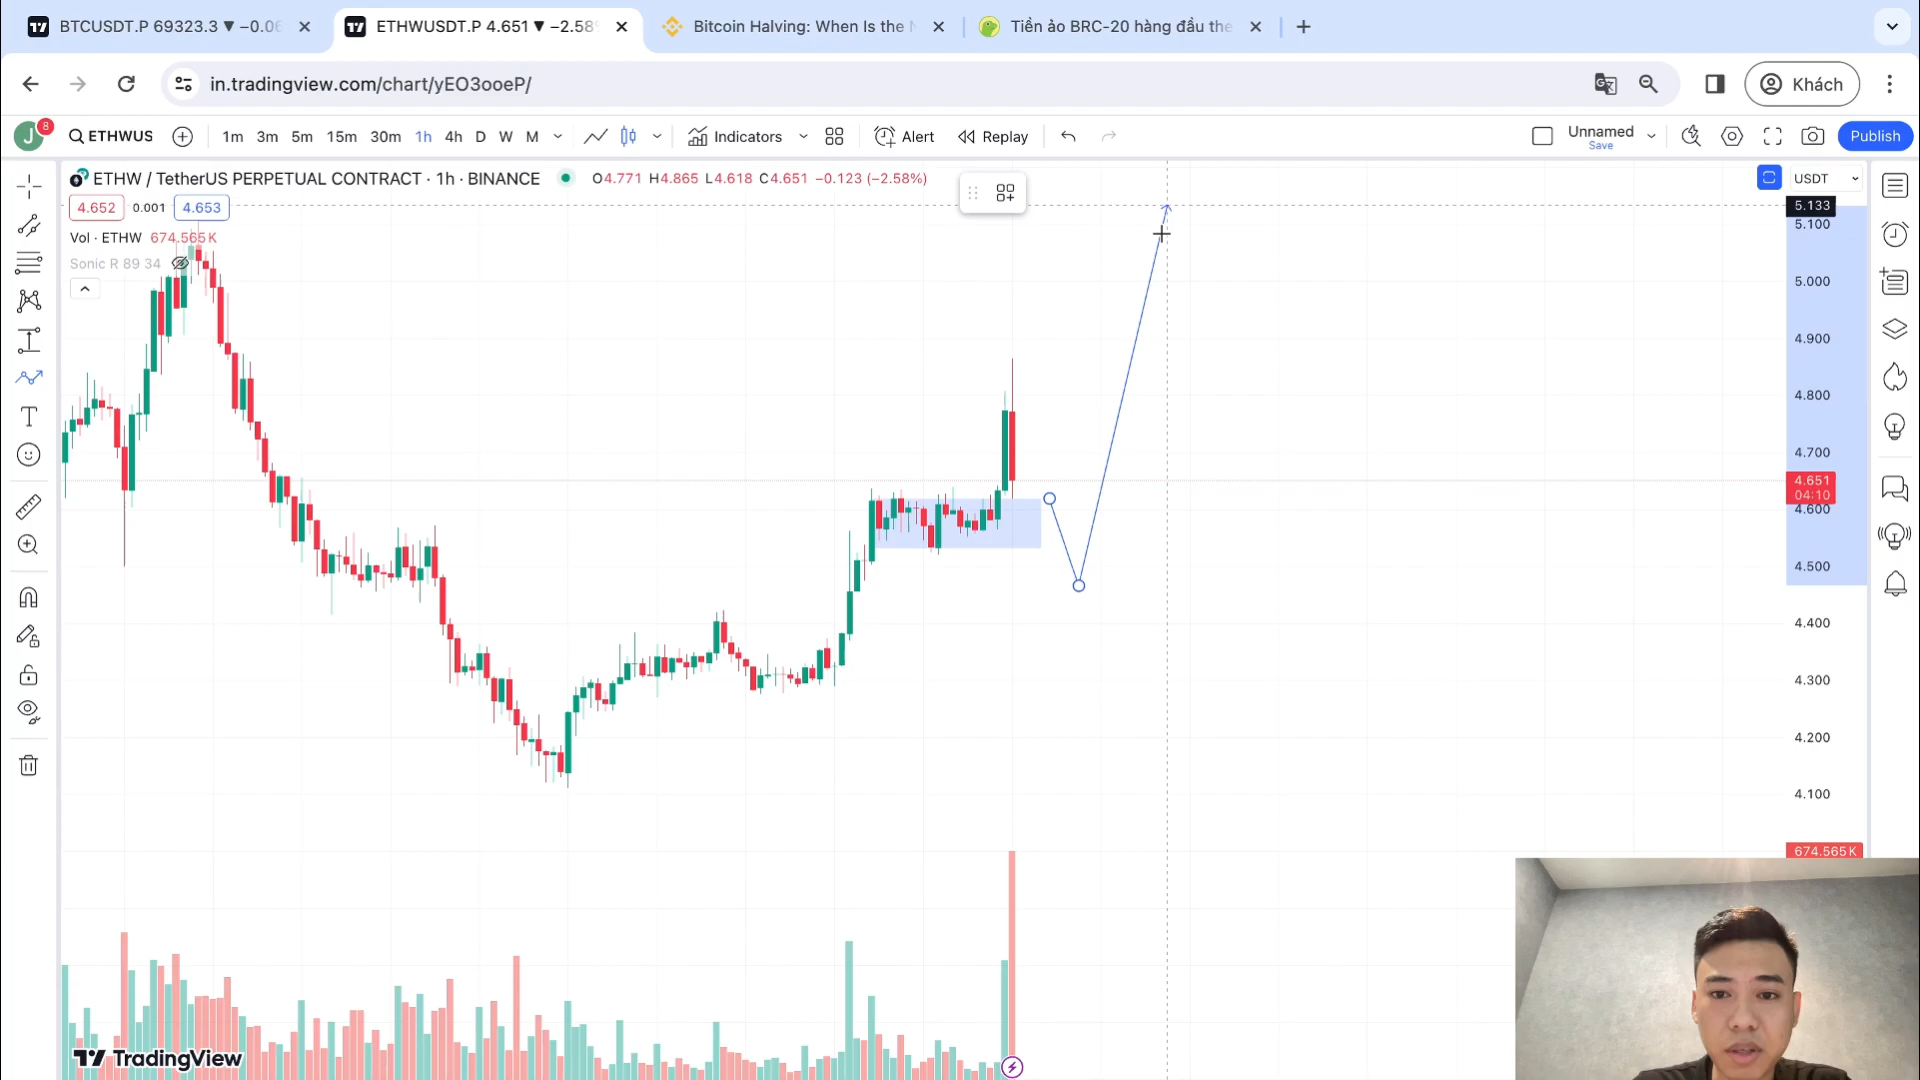 BTCUSDT.P 69323.3 ▼ −0.06
ETHWUSDT.P 4.651 ▼ −2.58%
Bitcoin Halving: When Is the N
Tiền ảo BRC-20 hàng đầu the
in.tradingview.com/chart/yEO3ooeP/
Khách
J 8
ETHWUS
1m 3m 5m 15m 30m 1h 4h D W M
Indicators
Alert
Replay
Unnamed
Save
Publish
ETHW / TetherUS PERPETUAL CONTRACT · 1h · BINANCE
O4.771 H4.865 L4.618 C4.651 −0.123 (−2.58%)
USDT
4.652 0.001 4.653
Vol · ETHW 674.565K
Sonic R 89 34
5.133
5.100
5.000
4.900
4.800
4.700
4.651
04:10
4.600
4.500
4.400
4.300
4.200
4.100
674.565K
TradingView